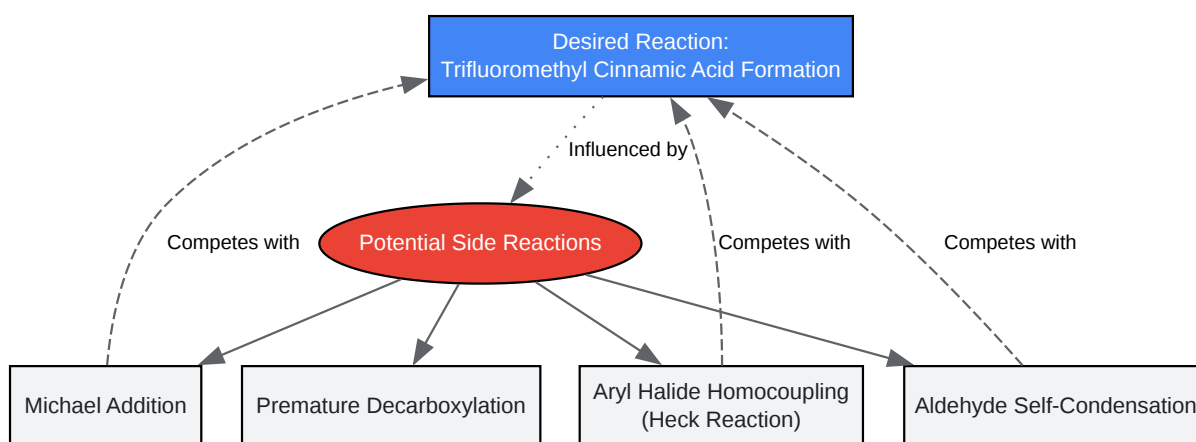 Desired Reaction:
Trifluoromethyl Cinnamic Acid Formation
Influenced by
Competes with
Potential Side Reactions
Competes with
Competes with
Michael Addition
Premature Decarboxylation
Aryl Halide Homocoupling
(Heck Reaction)
Aldehyde Self-Condensation